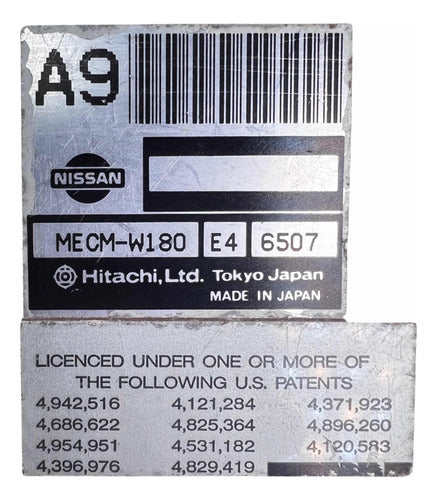 A9
NISSAN
MECM-W180 E4 6507
Hitachi, Ltd. Tokyo Japan
MADE IN JAPAN
LICENCED UNDER ONE OR MORE OF
THE FOLLOWING U.S. PATENTS
4,942,516 4,121,284 4,371,923
4,686,622 4,825,364 4,896,260
4,954,951 4,531,182 4,120,583
4,396,976 4,829,419